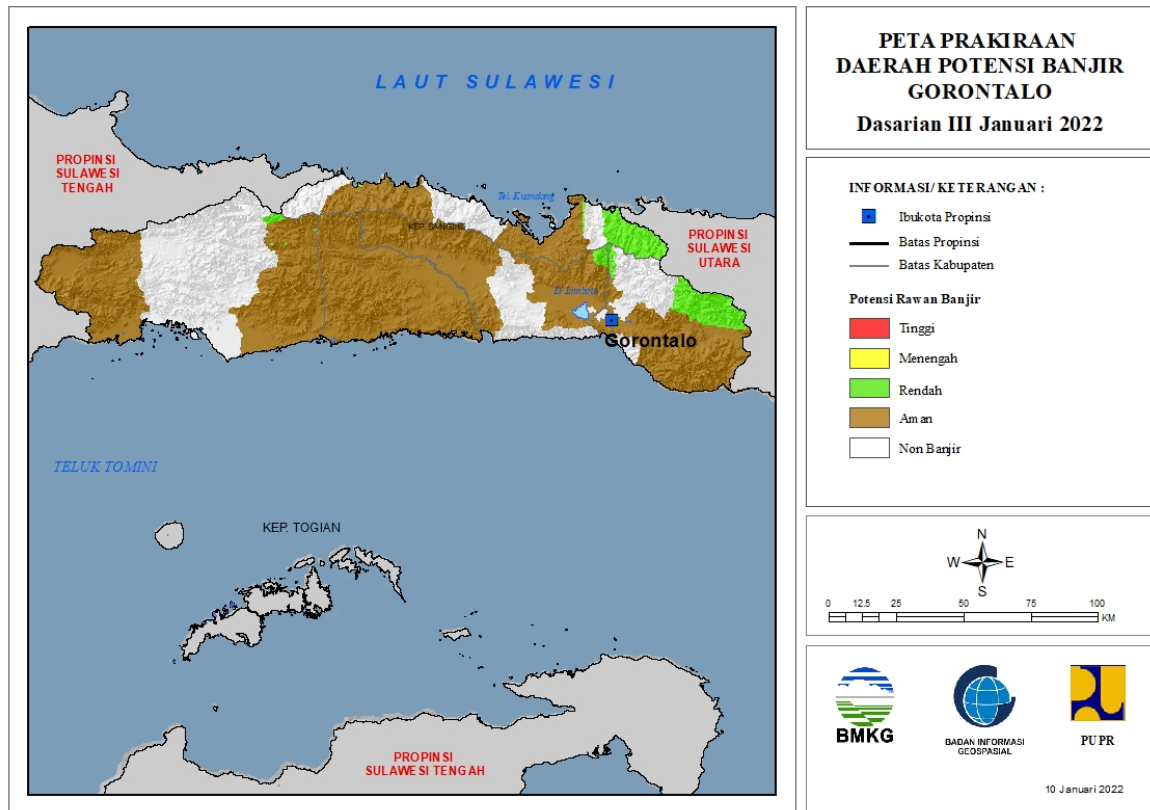 LAUT SULAWESI
PROPINSI
SULAWESI
TENGAH
Tel. Kuandang
KEP. SANGIHE
PROPINSI
SULAWESI
UTARA
D. Limboto
Gorontalo
TELUK TOMINI
KEP. TOGIAN
PROPINSI
SULAWESI TENGAH
PETA PRAKIRAAN
DAERAH POTENSI BANJIR
GORONTALO
Dasarian III Januari 2022
INFORMASI/ KETERANGAN :
Ibukota Propinsi
Batas Propinsi
Batas Kabupaten
Potensi Rawan Banjir
Tinggi
Menengah
Rendah
Aman
Non Banjir
N
W E
S
0 12.5 25 50 75 100
KM
BMKG
BADAN INFORMASI
GEOSPASIAL
PUPR
10 Januari 2022